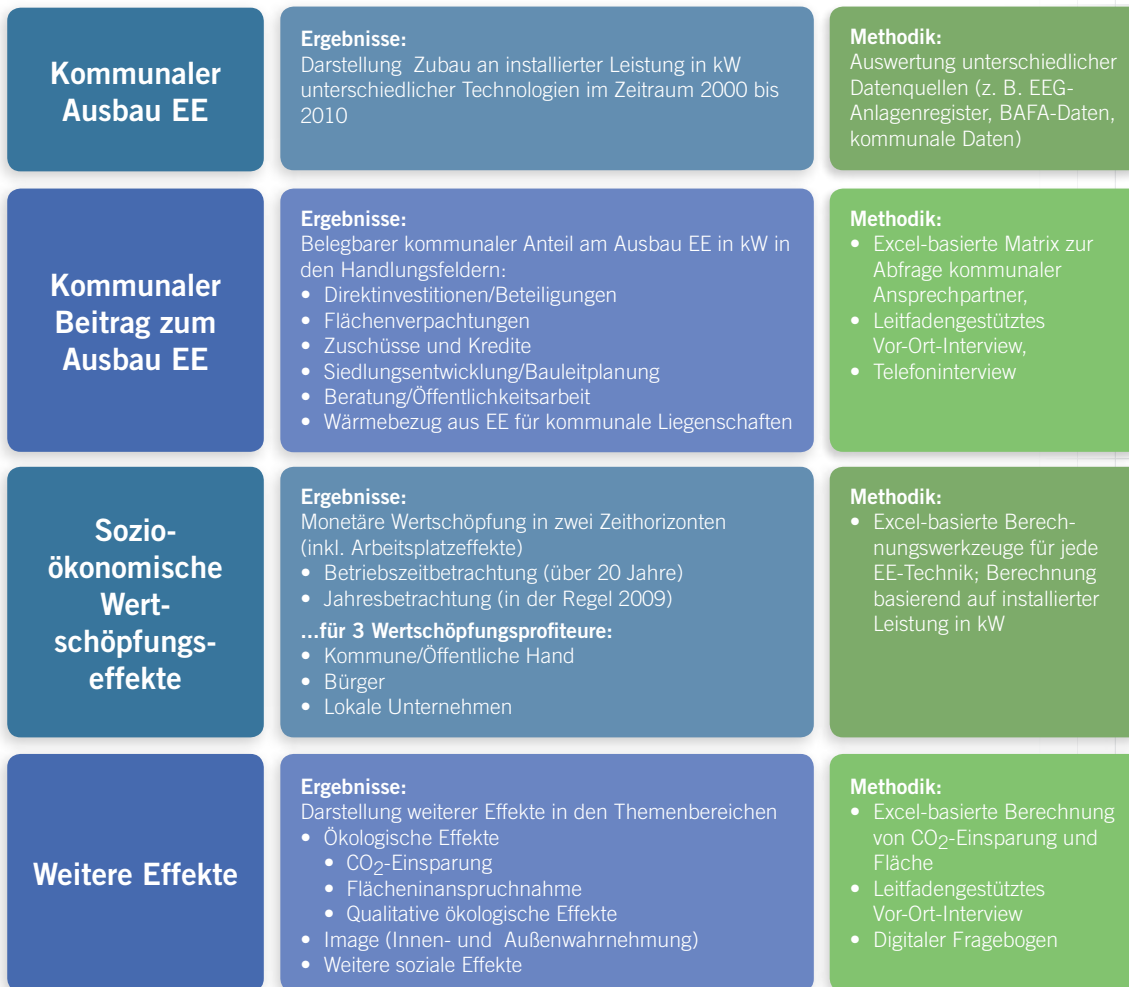 Kommunaler
Ausbau EE
Ergebnisse:
Darstellung Zubau an installierter Leistung in kW
unterschiedlicher Technologien im Zeitraum 2000 bis
2010
Methodik:
Auswertung unterschiedlicher
Datenquellen (z. B. EEG-
Anlagenregister, BAFA-Daten,
kommunale Daten)
Kommunaler
Beitrag zum
Ausbau EE
Ergebnisse:
Belegbarer kommunaler Anteil am Ausbau EE in kW in
den Handlungsfeldern:
• Direktinvestitionen/Beteiligungen
• Flächenverpachtungen
• Zuschüsse und Kredite
• Siedlungsentwicklung/Bauleitplanung
• Beratung/Öffentlichkeitsarbeit
• Wärmebezug aus EE für kommunale Liegenschaften
Methodik:
• Excel-basierte Matrix zur
Abfrage kommunaler
Ansprechpartner,
• Leitfadengestütztes
Vor-Ort-Interview,
• Telefoninterview
Sozio-
ökonomische
Wert-
schöpfungs-
effekte
Ergebnisse:
Monetäre Wertschöpfung in zwei Zeithorizonten
(inkl. Arbeitsplatzeffekte)
• Betriebszeitbetrachtung (über 20 Jahre)
• Jahresbetrachtung (in der Regel 2009)
...für 3 Wertschöpfungsprofiteure:
• Kommune/Öffentliche Hand
• Bürger
• Lokale Unternehmen
Methodik:
• Excel-basierte Berech-
nungswerkzeuge für jede
EE-Technik; Berechnung
basierend auf installierter
Leistung in kW
Weitere Effekte
Ergebnisse:
Darstellung weiterer Effekte in den Themenbereichen
• Ökologische Effekte
• CO2-Einsparung
• Flächeninanspruchnahme
• Qualitative ökologische Effekte
• Image (Innen- und Außenwahrnehmung)
• Weitere soziale Effekte
Methodik:
• Excel-basierte Berechnung
von CO2-Einsparung und
Fläche
• Leitfadengestütztes
Vor-Ort-Interview
• Digitaler Fragebogen